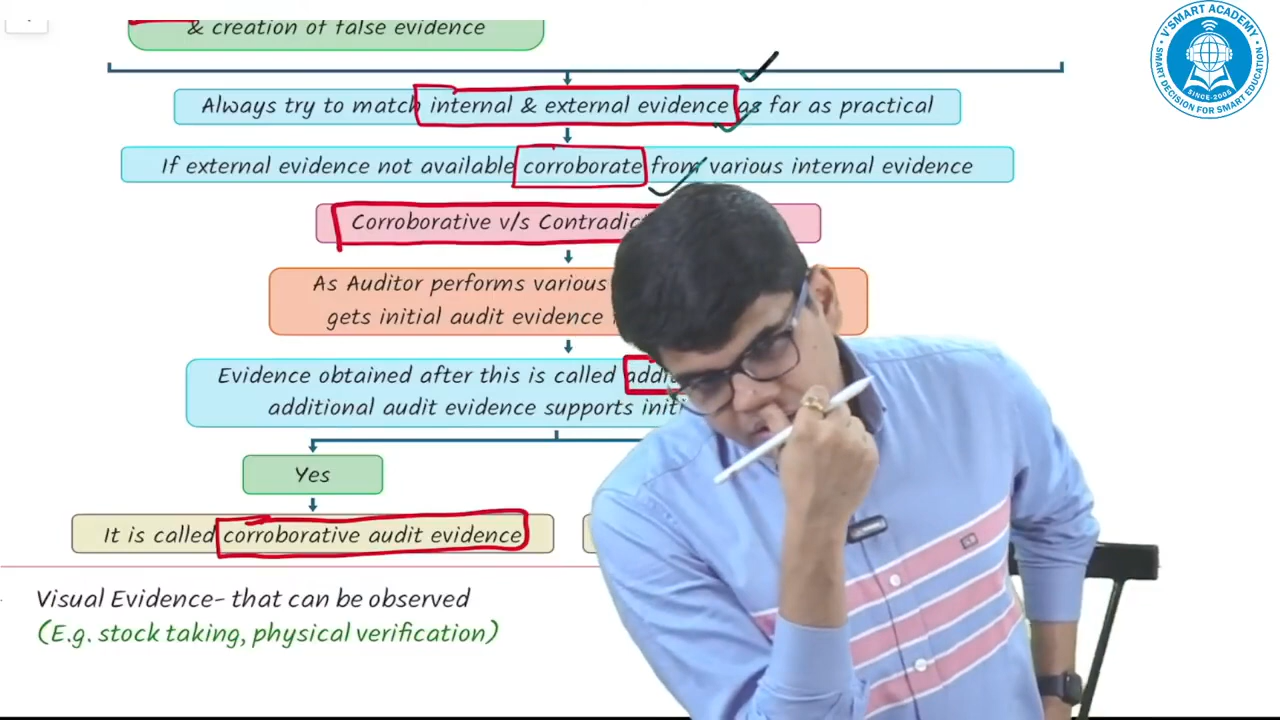 & creation of false evidence
Always try to match internal & external evidence as far as practical
If external evidence not available corroborate from various internal evidence
Corroborative v/s
As Auditor performs various
gets initial audit evidence
Evidence obtained after this is called
additional audit evidence supports
Yes
It is called corroborative audit evidence
Visual Evidence- that can be observed
(E.g. stock taking, physical verification)
V'SMART ACADEMY
SINCE-2005
SMART DECISION FOR SMART EDUCATION